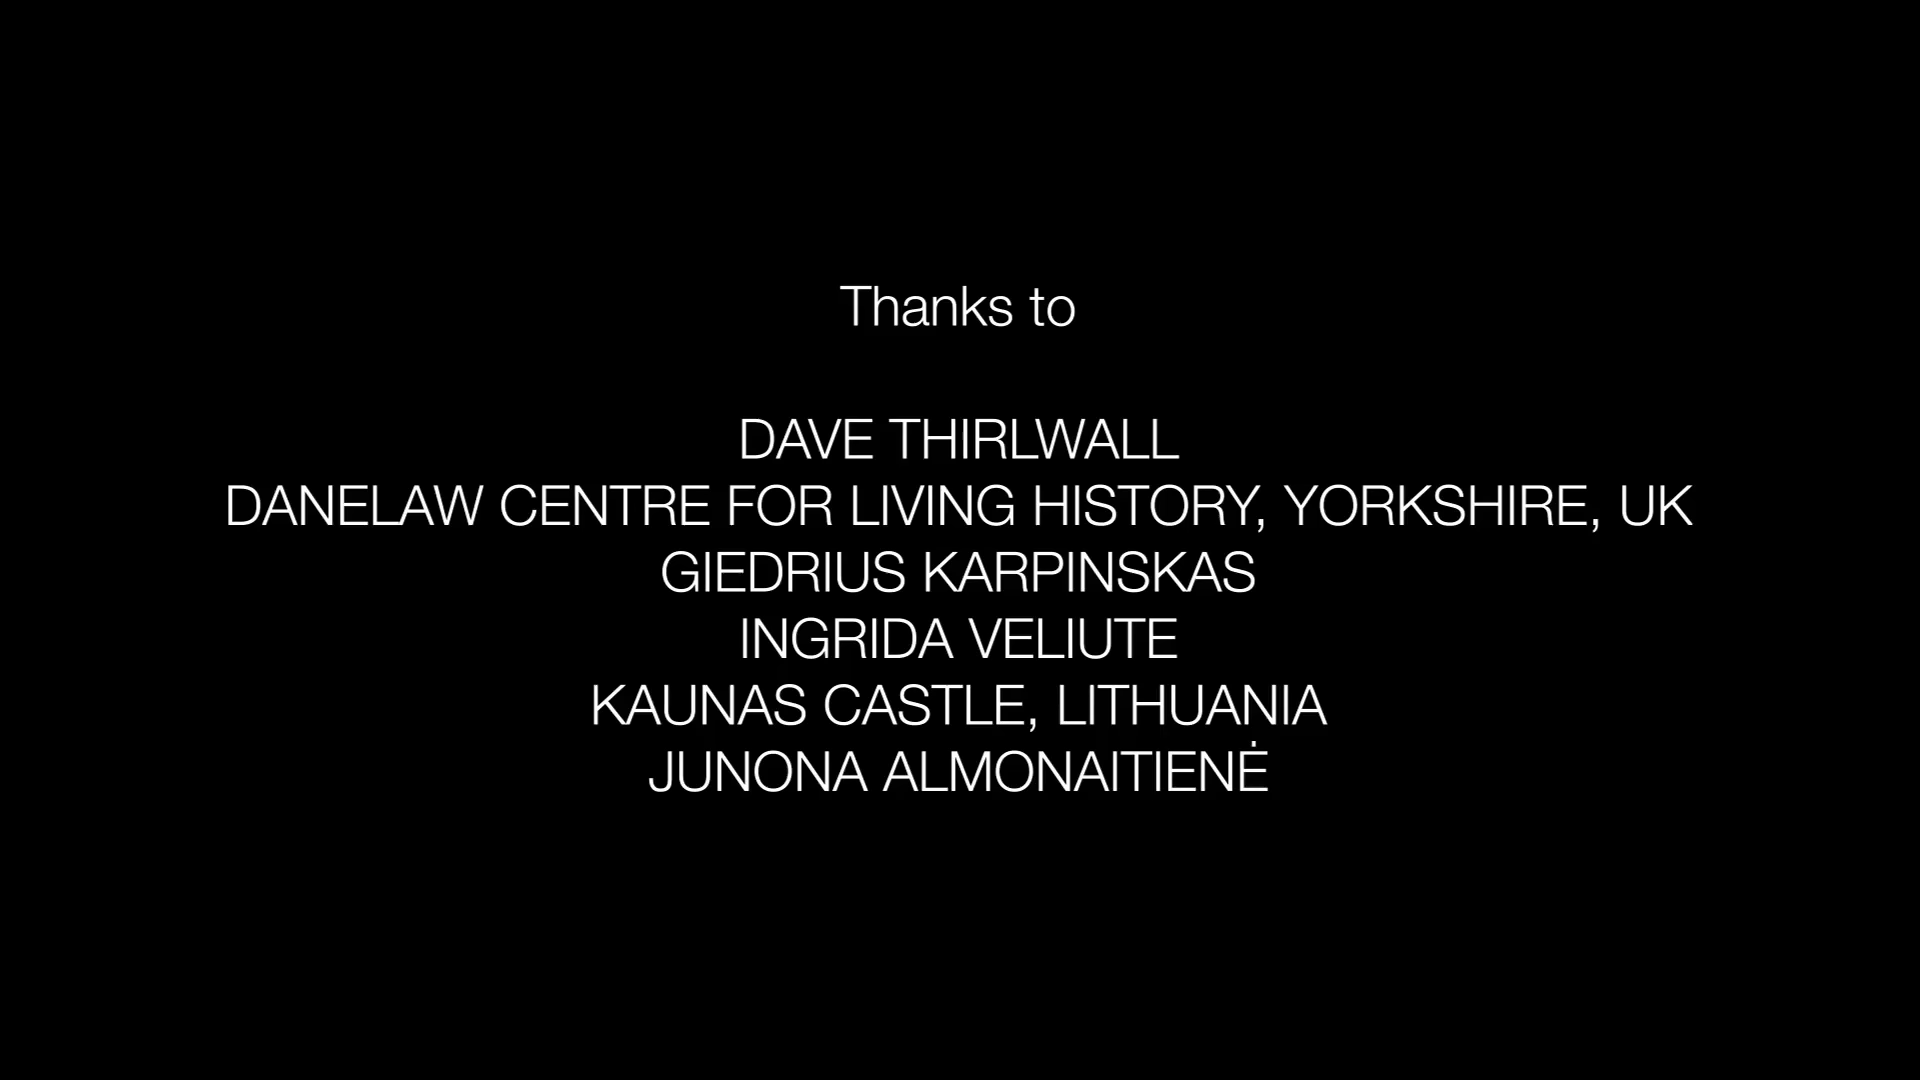 Thanks to
DAVE THIRLWALL
DANELAW CENTRE FOR LIVING HISTORY, YORKSHIRE, UK
GIEDRIUS KARPINSKAS
INGRIDA VELIUTE
KAUNAS CASTLE, LITHUANIA
JUNONA ALMONAITIENĖ